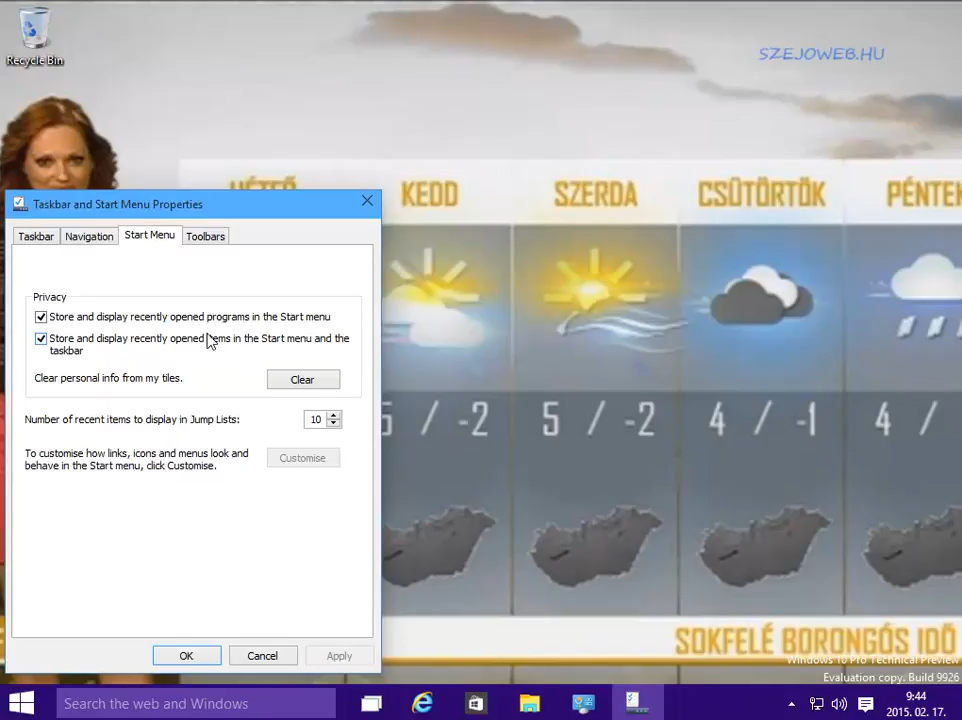 Recycle Bin
SZEJOWEB.HU
KEDD
SZERDA
CSÜTÖRTÖK
5 / -2
5 / -2
4 / -1
4 /
SOKFELÉ BORONGÓS IDŐ
Taskbar and Start Menu Properties
Taskbar
Navigation
Start Menu
Toolbars
Privacy
Store and display recently opened programs in the Start menu
Store and display recently opened items in the Start menu and the
taskbar
Clear personal info from my tiles.
Clear
Number of recent items to display in Jump Lists:
10
To customise how links, icons and menus look and
behave in the Start menu, click Customise.
Customise
OK
Cancel
Apply
Windows 10 Pro Technical Preview
Evaluation copy. Build 9926
Search the web and Windows
9:44
2015. 02. 17.